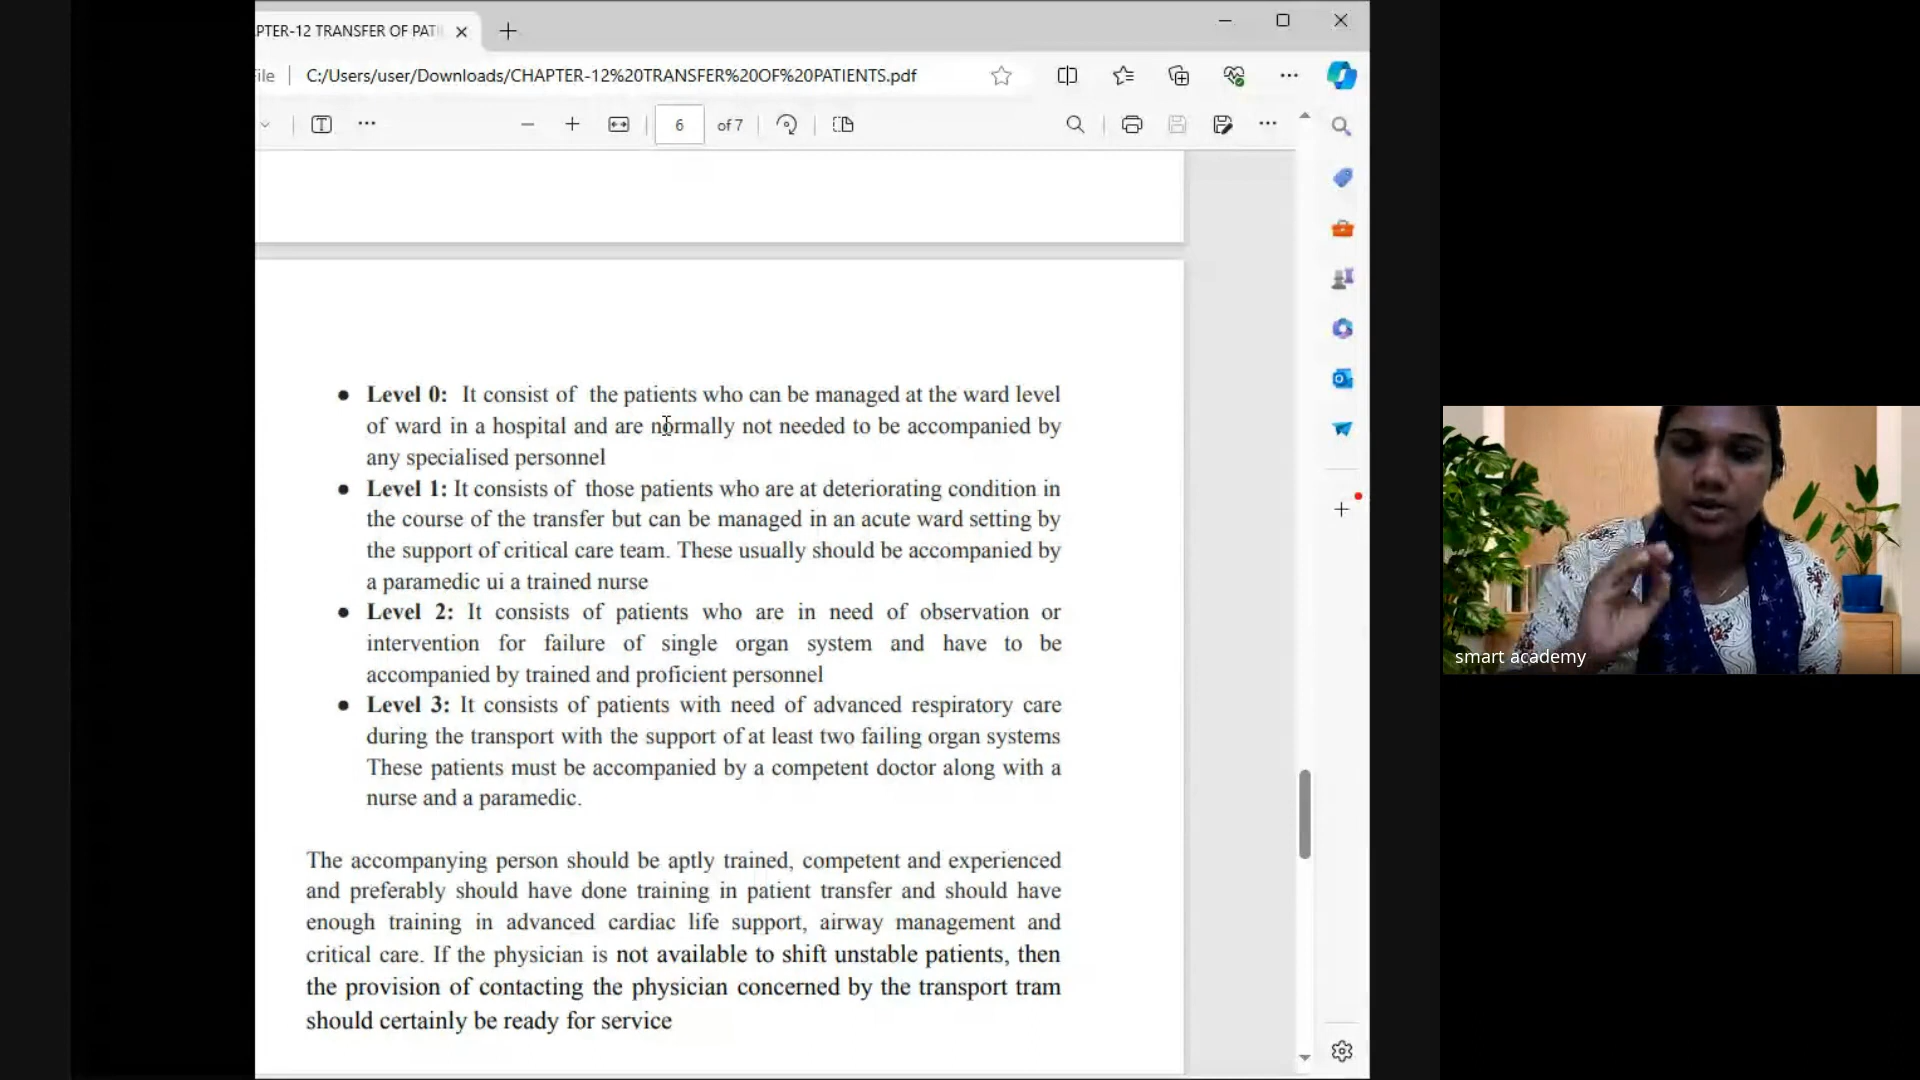 PTER-12 TRANSFER OF PATI
ile
C:/Users/user/Downloads/CHAPTER-12%20TRANSFER%20OF%20PATIENTS.pdf
6 of 7
● Level 0: It consist of the patients who can be managed at the ward level
of ward in a hospital and are normally not needed to be accompanied by
any specialised personnel
● Level 1: It consists of those patients who are at deteriorating condition in
the course of the transfer but can be managed in an acute ward setting by
the support of critical care team. These usually should be accompanied by
a paramedic ui a trained nurse
● Level 2: It consists of patients who are in need of observation or
intervention for failure of single organ system and have to be
accompanied by trained and proficient personnel
● Level 3: It consists of patients with need of advanced respiratory care
during the transport with the support of at least two failing organ systems
These patients must be accompanied by a competent doctor along with a
nurse and a paramedic.
The accompanying person should be aptly trained, competent and experienced
and preferably should have done training in patient transfer and should have
enough training in advanced cardiac life support, airway management and
critical care. If the physician is not available to shift unstable patients, then
the provision of contacting the physician concerned by the transport tram
should certainly be ready for service
smart academy